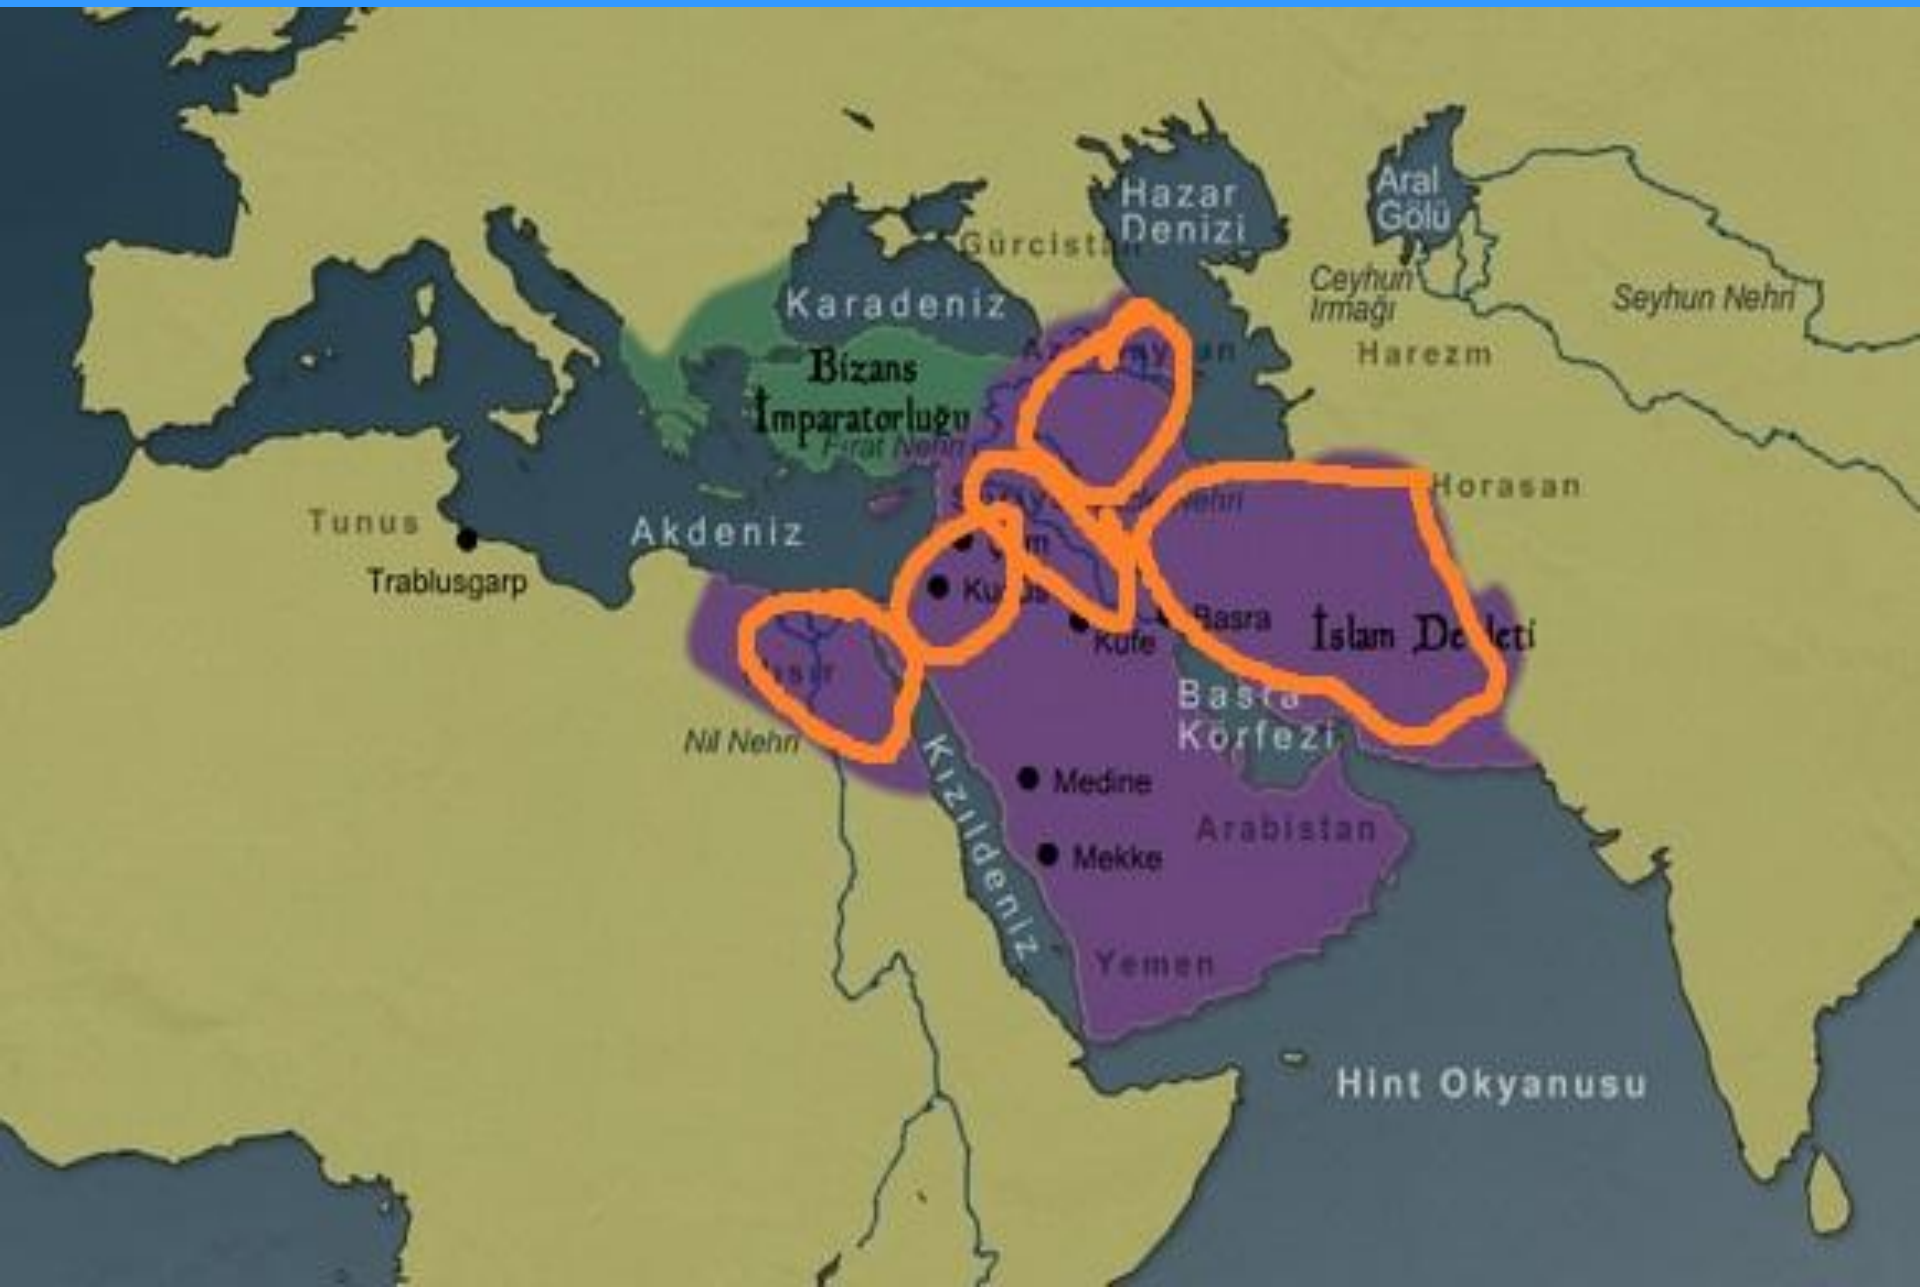 Hazar
Denizi
Aral
Gölü
Ceyhun
Irmağı
Seyhun Nehri
Karadeniz
Harezm
Bizans
İmparatorluğu
Fırat Nehri
Horasan
Tunus
Akdeniz
Trablusgarp
Kufe
Basra
İslam
Basra
Körfezi
Nil Nehri
Kızıldeniz
Medine
Arabistan
Mekke
Yemen
Hint Okyanusu